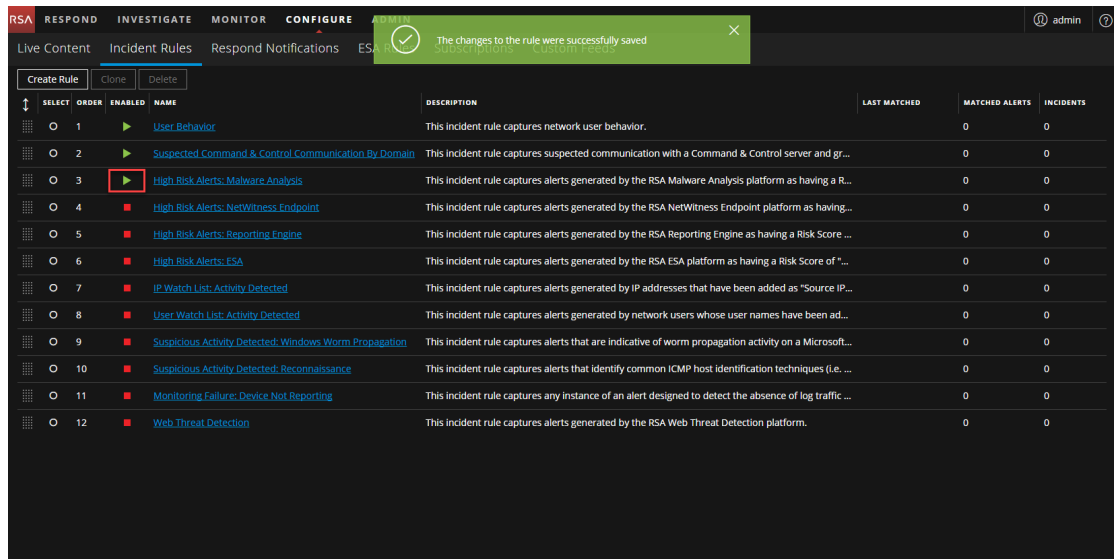 RSA RESPOND INVESTIGATE MONITOR CONFIGURE ADMIN admin
The changes to the rule were successfully saved
Live Content Incident Rules Respond Notifications ESA Rules Subscriptions Custom Feeds
Create Rule Clone Delete
SELECT ORDER ENABLED NAME DESCRIPTION LAST MATCHED MATCHED ALERTS INCIDENTS
1 User Behavior This incident rule captures network user behavior. 0 0
2 Suspected Command & Control Communication By Domain This incident rule captures suspected communication with a Command & Control server and gr... 0 0
3 High Risk Alerts: Malware Analysis This incident rule captures alerts generated by the RSA Malware Analysis platform as having a R... 0 0
4 High Risk Alerts: NetWitness Endpoint This incident rule captures alerts generated by the RSA NetWitness Endpoint platform as having... 0 0
5 High Risk Alerts: Reporting Engine This incident rule captures alerts generated by the RSA Reporting Engine as having a Risk Score ... 0 0
6 High Risk Alerts: ESA This incident rule captures alerts generated by the RSA ESA platform as having a Risk Score of "... 0 0
7 IP Watch List: Activity Detected This incident rule captures alerts generated by IP addresses that have been added as "Source IP... 0 0
8 User Watch List: Activity Detected This incident rule captures alerts generated by network users whose user names have been ad... 0 0
9 Suspicious Activity Detected: Windows Worm Propagation This incident rule captures alerts that are indicative of worm propagation activity on a Microsoft... 0 0
10 Suspicious Activity Detected: Reconnaissance This incident rule captures alerts that identify common ICMP host identification techniques (i.e. ... 0 0
11 Monitoring Failure: Device Not Reporting This incident rule captures any instance of an alert designed to detect the absence of log traffic ... 0 0
12 Web Threat Detection This incident rule captures alerts generated by the RSA Web Threat Detection platform. 0 0